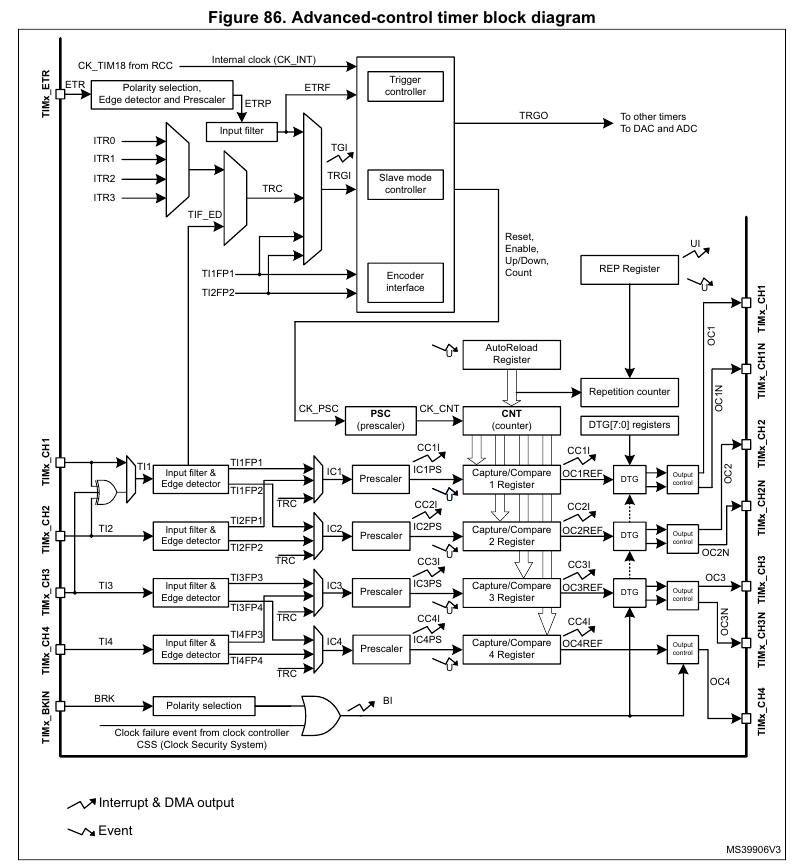 Figure 86. Advanced-control timer block diagram
CK_TIM18 from RCC
Internal clock (CK_INT)
TIMx_ETR
ETR
Polarity selection,
Edge detector and Prescaler
ETRP
ETRF
Input filter
Trigger
controller
TRGO
To other timers
To DAC and ADC
ITR0
ITR1
ITR2
ITR3
TGI
TRGI
TRC
TIF_ED
Slave mode
controller
Reset,
Enable,
Up/Down,
Count
TI1FP1
TI2FP2
Encoder
interface
REP Register
UI
AutoReload
Register
Repetition counter
CK_PSC
PSC
(prescaler)
CK_CNT
CNT
(counter)
DTG[7:0] registers
OC1
TIMx_CH1
OC1N
TIMx_CH1N
OC2
TIMx_CH2
TIMx_CH2N
TIMx_CH1
TI1
Input filter &
Edge detector
TI1FP1
TI1FP2
TRC
IC1
Prescaler
CC1I
IC1PS
Capture/Compare
1 Register
CC1I
OC1REF
DTG
Output
control
TIMx_CH2
TI2
Input filter &
Edge detector
TI2FP1
TI2FP2
TRC
IC2
Prescaler
CC2I
IC2PS
Capture/Compare
2 Register
CC2I
OC2REF
DTG
Output
control
OC2N
TIMx_CH3
TI3
Input filter &
Edge detector
TI3FP3
TI3FP4
TRC
IC3
Prescaler
CC3I
IC3PS
Capture/Compare
3 Register
CC3I
OC3REF
DTG
Output
control
OC3
TIMx_CH3
OC3N
TIMx_CH3N
TIMx_CH4
TI4
Input filter &
Edge detector
TI4FP3
TI4FP4
TRC
IC4
Prescaler
CC4I
IC4PS
Capture/Compare
4 Register
CC4I
OC4REF
Output
control
OC4
TIMx_CH4
TIMx_BKIN
BRK
Polarity selection
BI
Clock failure event from clock controller
CSS (Clock Security System)
Interrupt & DMA output
Event
MS39906V3